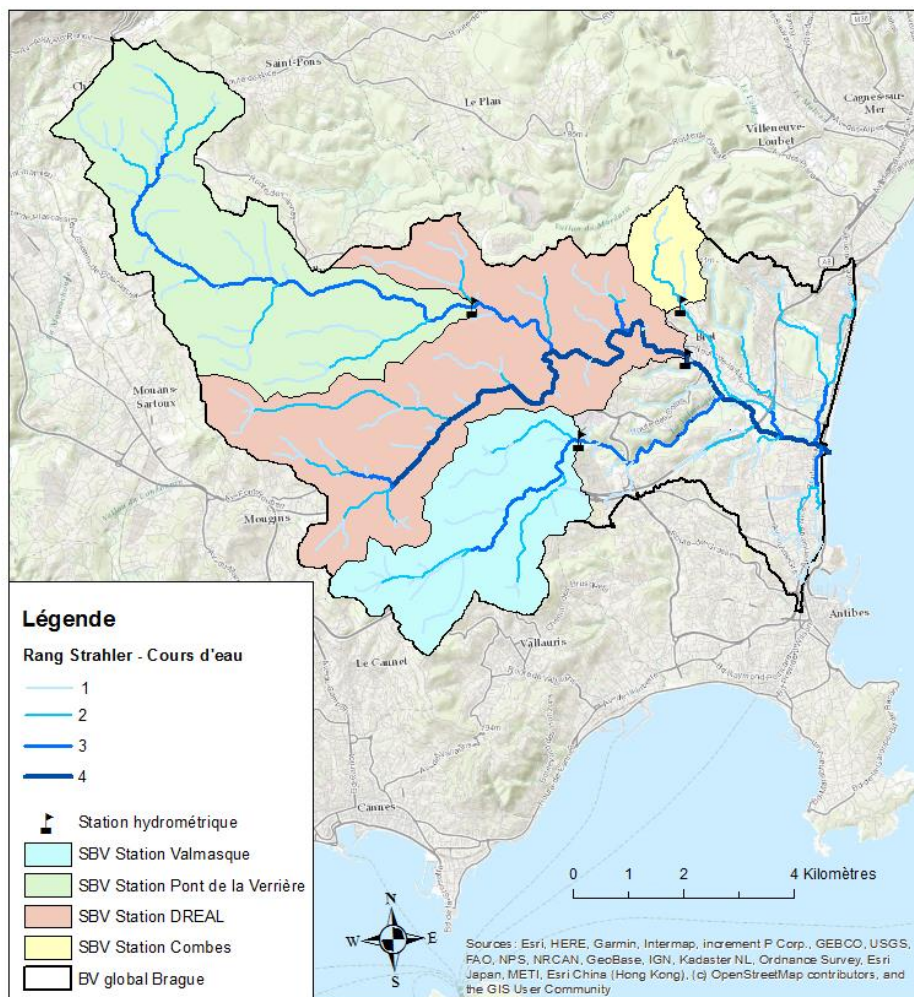 M36
Saint-Pons
Cagnes-sur-
Mer
Le Plan
Villeneuve-
Loubet
A8
Mouans-
Sartoux
Mougins
Vallauris
Antibes
Le Cannet
Cannes
Légende
Rang Strahler - Cours d'eau
1
2
3
4
Station hydrométrique
SBV Station Valmasque
SBV Station Pont de la Verrière
SBV Station DREAL
SBV Station Combes
BV global Brague
N
W
E
S
0 1 2 4 Kilomètres
Sources: Esri, HERE, Garmin, Intermap, increment P Corp., GEBCO, USGS,
FAO, NPS, NRCAN, GeoBase, IGN, Kadaster NL, Ordnance Survey, Esri
Japan, METI, Esri China (Hong Kong), (c) OpenStreetMap contributors, and
the GIS User Community